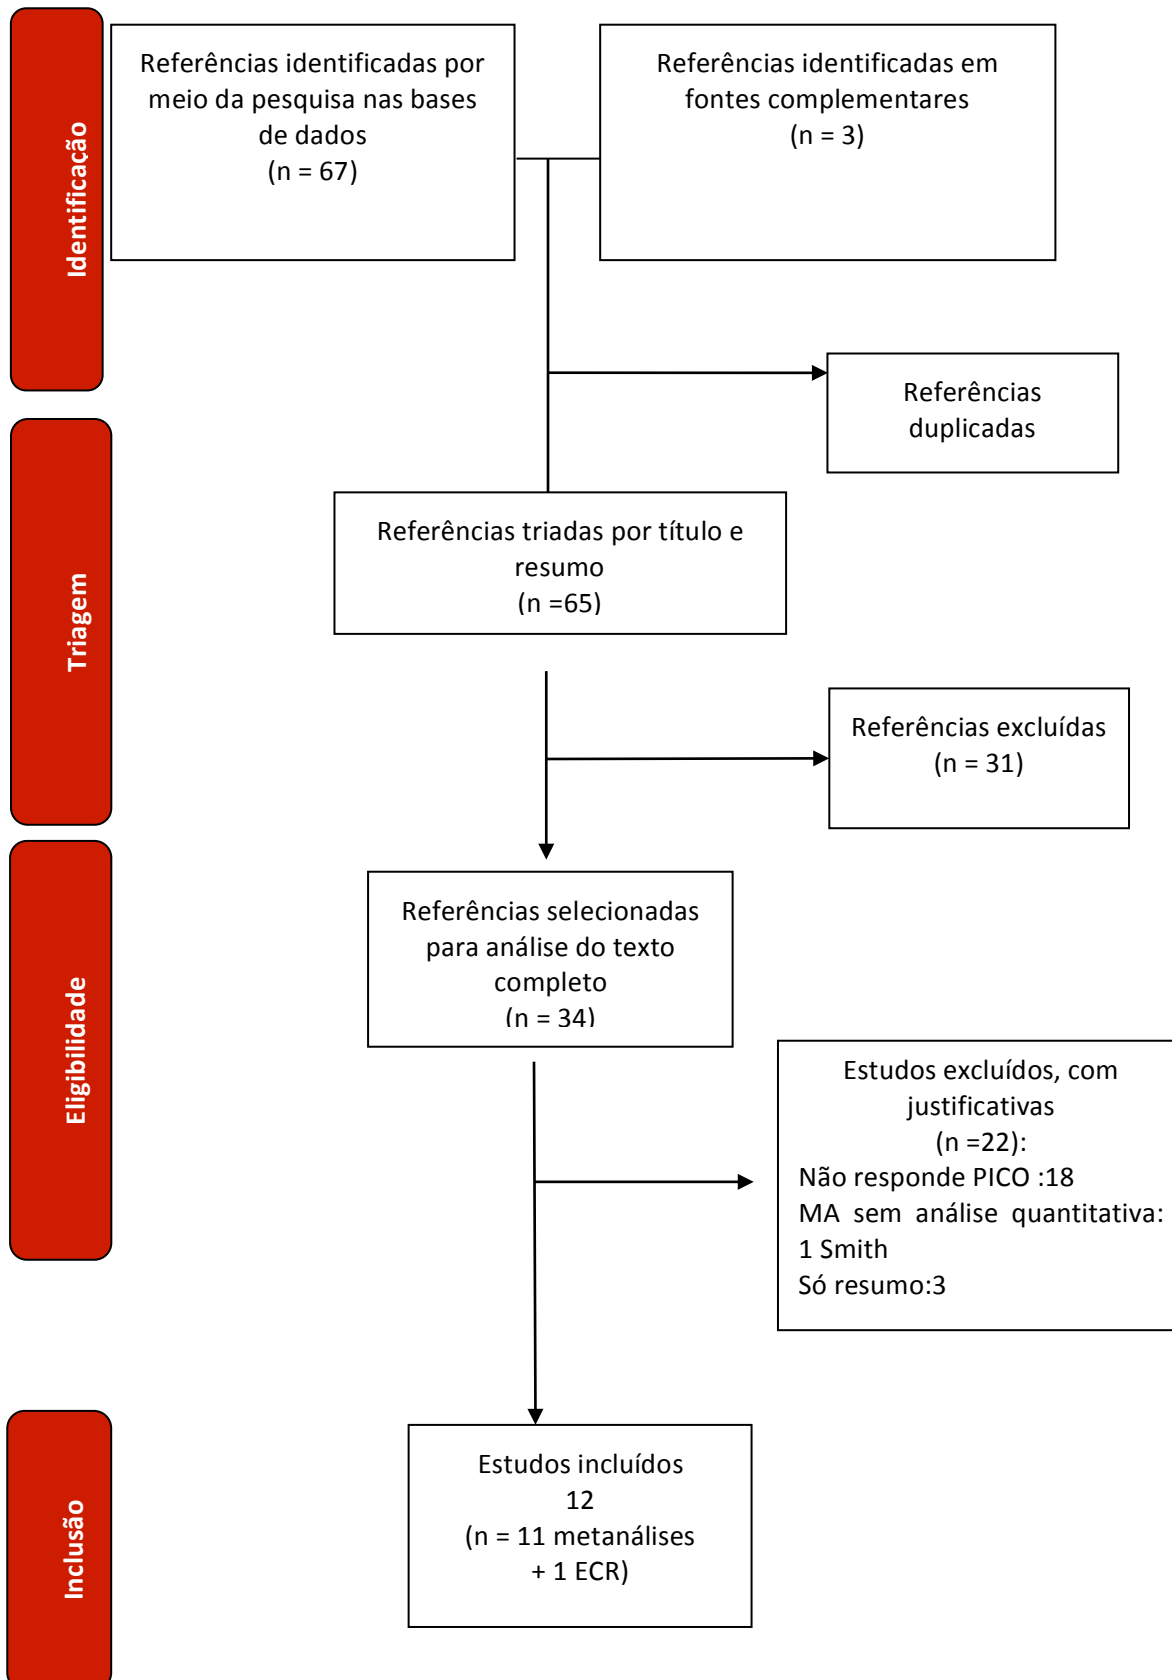 Identificação
Referências identificadas por
meio da pesquisa nas bases
de dados
(n = 67)
Referências identificadas em
fontes complementares
(n = 3)
Referências
duplicadas
Triagem
Referências triadas por título e
resumo
(n =65)
Referências excluídas
(n = 31)
Eligibilidade
Referências selecionadas
para análise do texto
completo
(n = 34)
Estudos excluídos, com
justificativas
(n =22):
Não responde PICO :18
MA sem análise quantitativa:
1 Smith
Só resumo:3
Inclusão
Estudos incluídos
12
(n = 11 metanálises
+ 1 ECR)